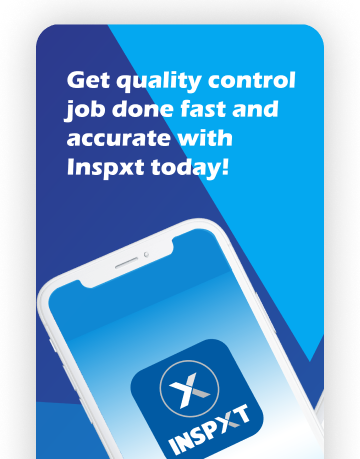 Get quality control
job done fast and
accurate with
Inspxt today!
X
INSPXT